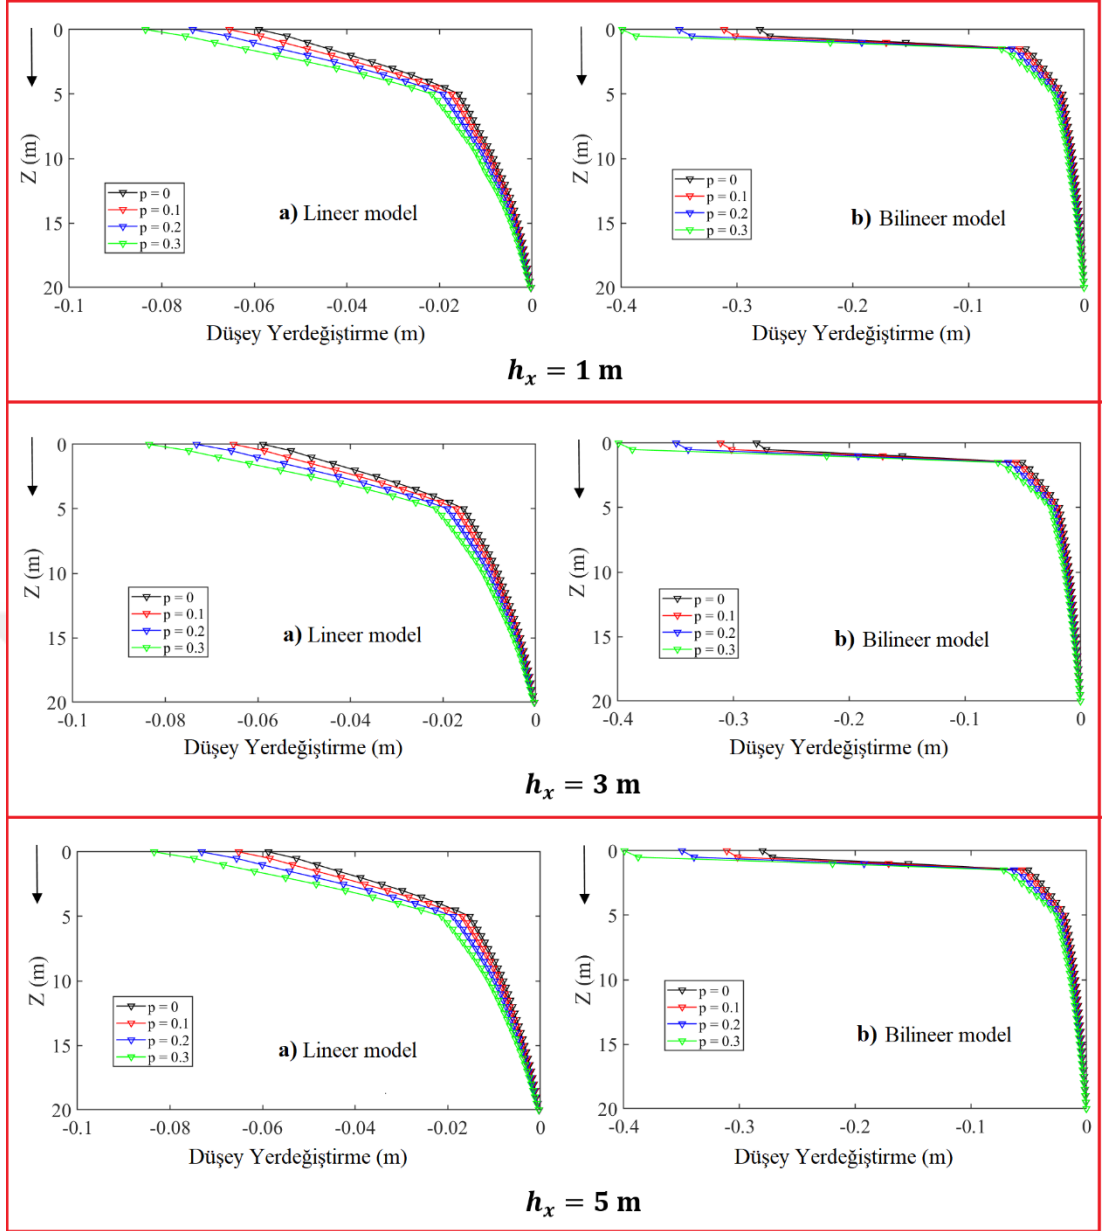 0
5
10
15
20
Z (m)
p = 0
p = 0.1
p = 0.2
p = 0.3
a) Lineer model
-0.1
-0.08
-0.06
-0.04
-0.02
0
Düşey Yerdeğiştirme (m)
0
5
10
15
20
Z (m)
p = 0
p = 0.1
p = 0.2
p = 0.3
b) Bilineer model
-0.4
-0.3
-0.2
-0.1
0
Düşey Yerdeğiştirme (m)
h_x = 1 m
0
5
10
15
20
Z (m)
p = 0
p = 0.1
p = 0.2
p = 0.3
a) Lineer model
-0.1
-0.08
-0.06
-0.04
-0.02
0
Düşey Yerdeğiştirme (m)
0
5
10
15
20
Z (m)
p = 0
p = 0.1
p = 0.2
p = 0.3
b) Bilineer model
-0.4
-0.3
-0.2
-0.1
0
Düşey Yerdeğiştirme (m)
h_x = 3 m
0
5
10
15
20
Z (m)
p = 0
p = 0.1
p = 0.2
p = 0.3
a) Lineer model
-0.1
-0.08
-0.06
-0.04
-0.02
0
Düşey Yerdeğiştirme (m)
0
5
10
15
20
Z (m)
p = 0
p = 0.1
p = 0.2
p = 0.3
b) Bilineer model
-0.4
-0.3
-0.2
-0.1
0
Düşey Yerdeğiştirme (m)
h_x = 5 m